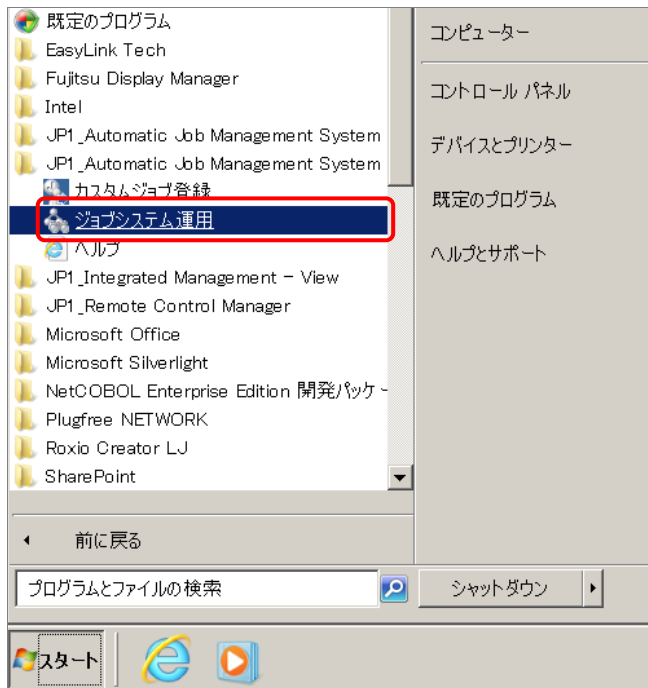 既定のプログラム
EasyLink Tech
Fujitsu Display Manager
Intel
JP1_Automatic Job Management System
JP1_Automatic Job Management System
カスタムジョブ登録
ジョブシステム運用
ヘルプ
JP1_Integrated Management - View
JP1_Remote Control Manager
Microsoft Office
Microsoft Silverlight
NetCOBOL Enterprise Edition 開発パッケ
Plugfree NETWORK
Roxio Creator LJ
SharePoint
前に戻る
プログラムとファイルの検索
コンピューター
コントロール パネル
デバイスとプリンター
既定のプログラム
ヘルプとサポート
シャットダウン
スタート